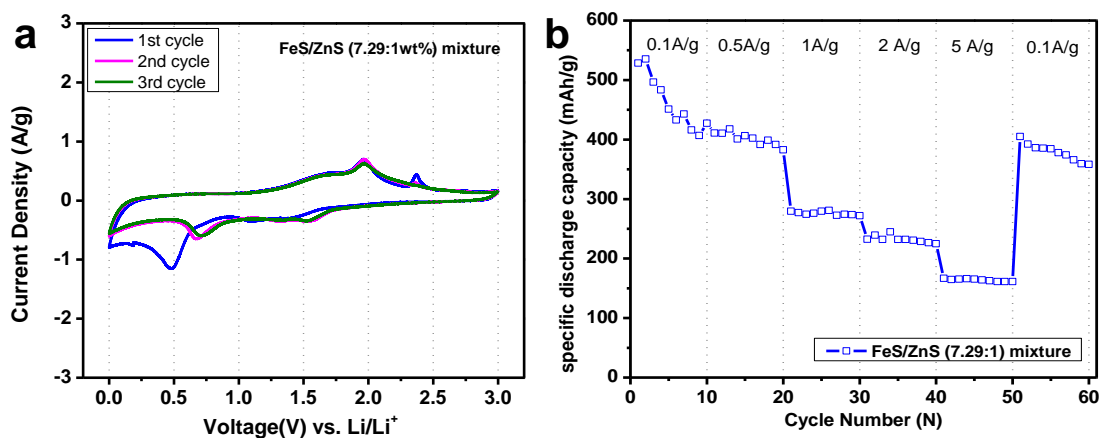 a
1st cycle
2nd cycle
3rd cycle
FeS/ZnS (7.29:1wt%) mixture
3
2
1
0
-1
-2
-3
Current Density (A/g)
0.0 0.5 1.0 1.5 2.0 2.5 3.0
Voltage(V) vs. Li/Li⁺
b
0.1A/g 0.5A/g 1A/g 2 A/g 5 A/g 0.1A/g
600
500
400
300
200
100
0
specific discharge capacity (mAh/g)
FeS/ZnS (7.29:1) mixture
0 10 20 30 40 50 60
Cycle Number (N)